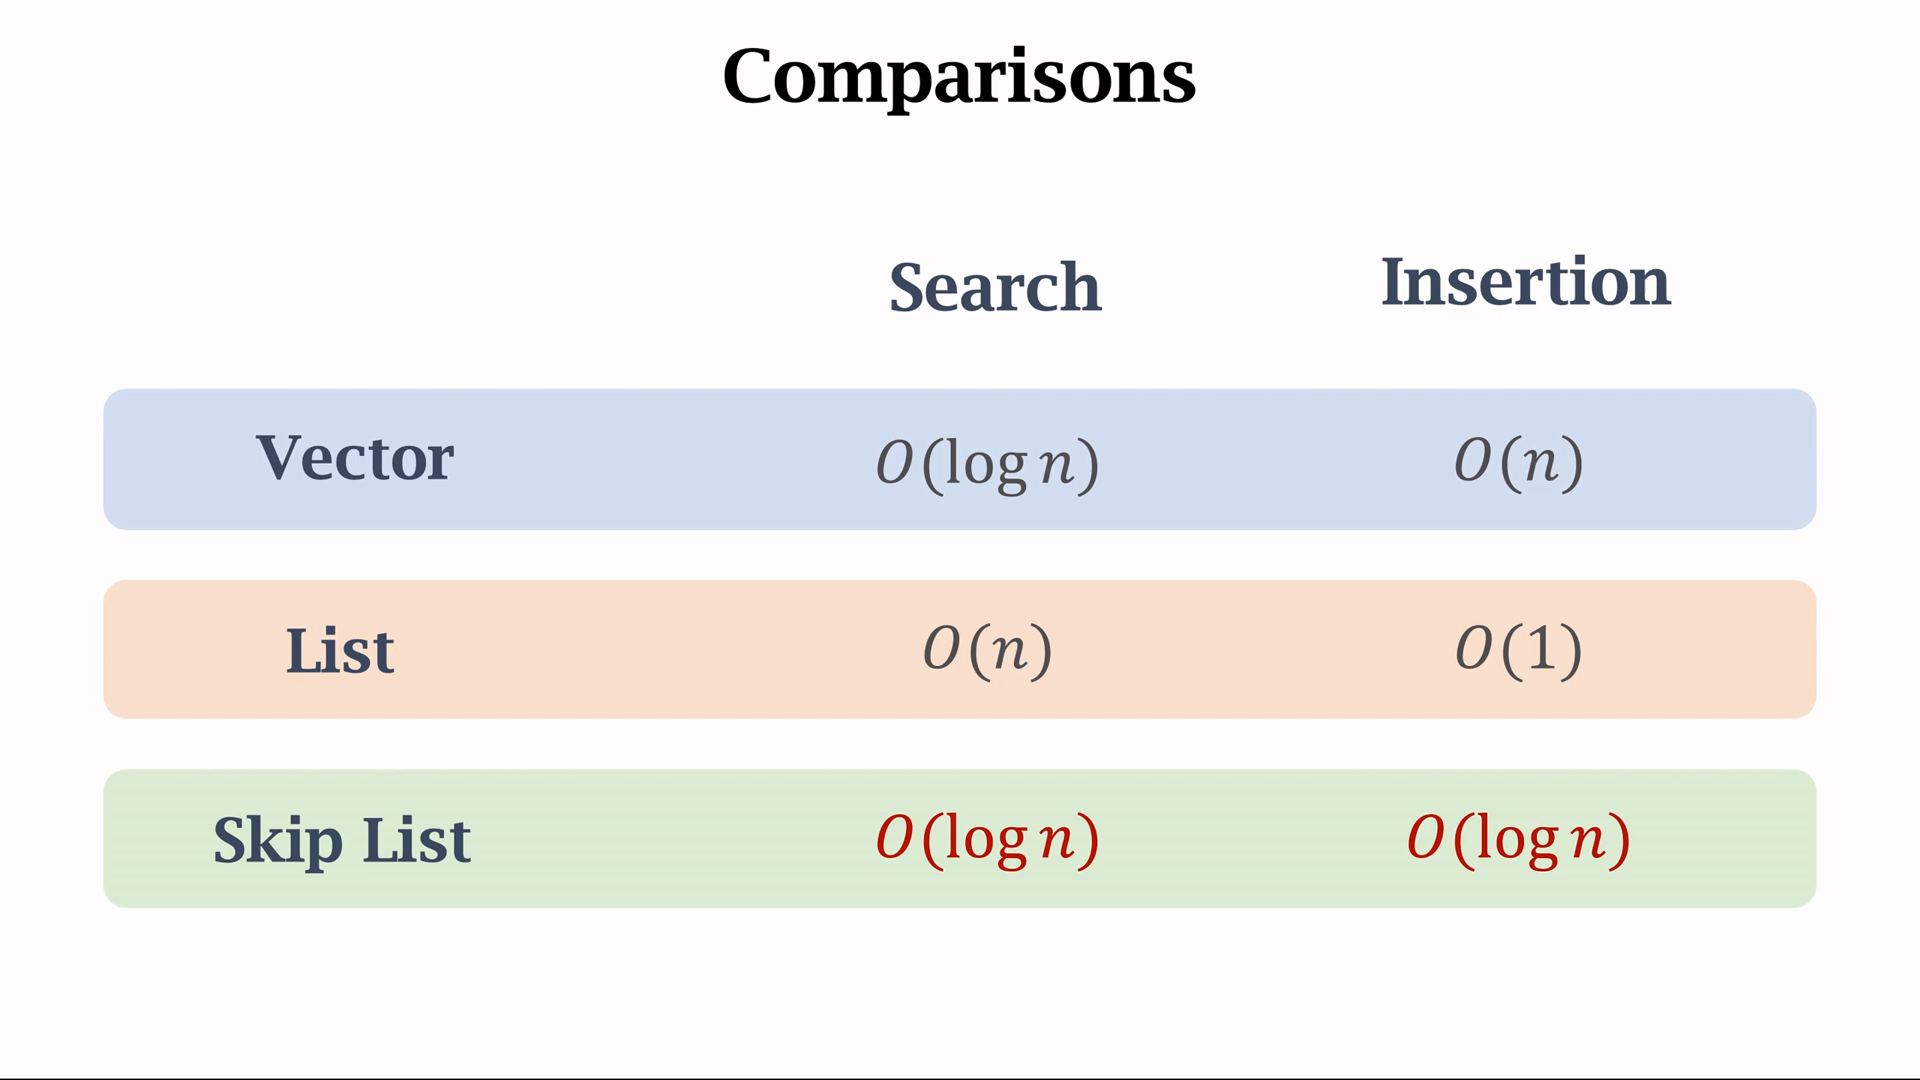 Comparisons
Search Insertion
Vector O(log n) O(n)
List O(n) O(1)
Skip List O(log n) O(log n)